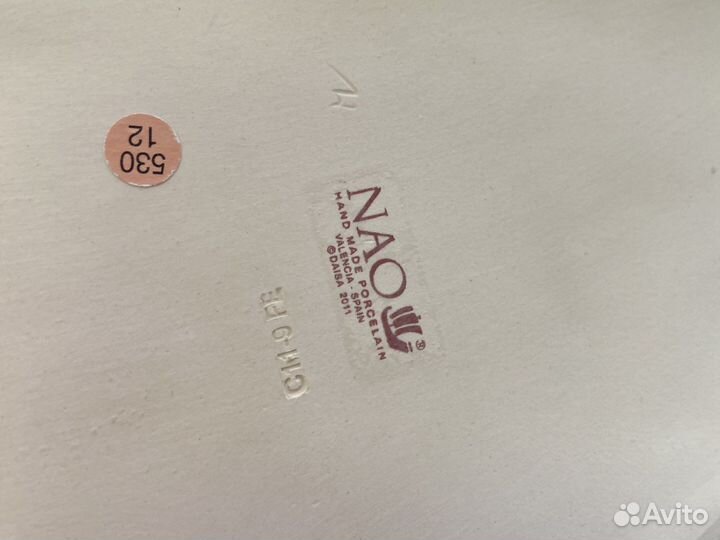 530
12
NAO
HAND MADE PORCELAIN
VALENCIA - SPAIN
©DAISA 2011
®
Avito